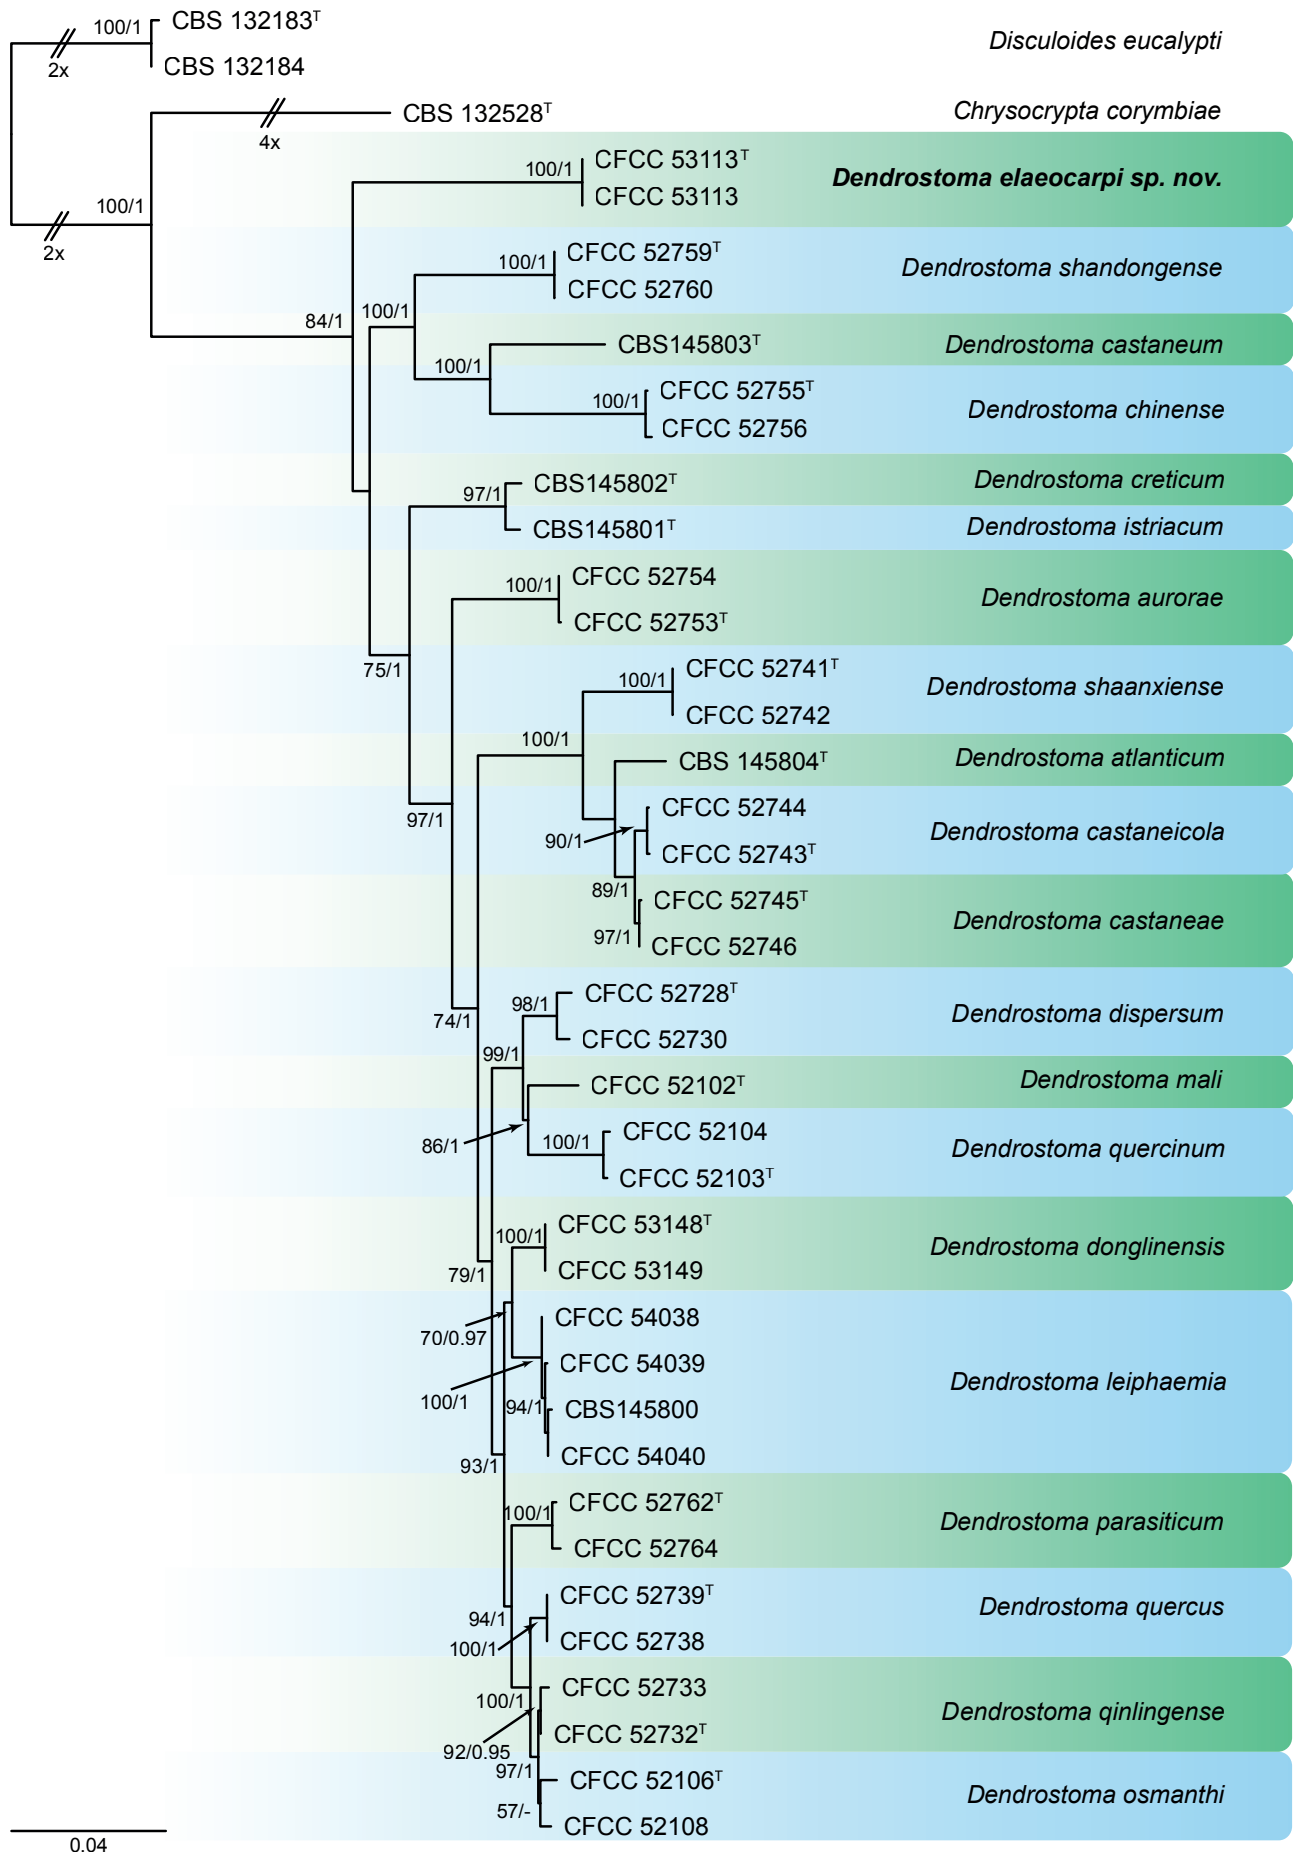 100/1 CBS 132183ᵀ
Disculoides eucalypti
2x CBS 132184
CBS 132528ᵀ Chrysocrypta corymbiae
4x
CFCC 53113ᵀ
100/1 Dendrostoma elaeocarpi sp. nov.
CFCC 53113
100/1
2x
CFCC 52759ᵀ
100/1 Dendrostoma shandongense
CFCC 52760
100/1
84/1
CBS145803ᵀ Dendrostoma castaneum
100/1
CFCC 52755ᵀ
100/1 Dendrostoma chinense
CFCC 52756
CBS145802ᵀ Dendrostoma creticum
97/1
CBS145801ᵀ Dendrostoma istriacum
CFCC 52754
100/1 Dendrostoma aurorae
CFCC 52753ᵀ
75/1
CFCC 52741ᵀ
100/1 Dendrostoma shaanxiense
CFCC 52742
100/1
CBS 145804ᵀ Dendrostoma atlanticum
CFCC 52744
97/1
90/1 Dendrostoma castaneicola
CFCC 52743ᵀ
89/1
CFCC 52745ᵀ
Dendrostoma castaneae
97/1
CFCC 52746
CFCC 52728ᵀ
98/1 Dendrostoma dispersum
74/1
CFCC 52730
99/1
CFCC 52102ᵀ Dendrostoma mali
CFCC 52104
86/1 100/1 Dendrostoma quercinum
CFCC 52103ᵀ
CFCC 53148ᵀ
100/1 Dendrostoma donglinensis
CFCC 53149
79/1
CFCC 54038
70/0.97
CFCC 54039
Dendrostoma leiphaemia
100/1
94/1 CBS145800
CFCC 54040
93/1
CFCC 52762ᵀ
100/1 Dendrostoma parasiticum
CFCC 52764
CFCC 52739ᵀ
Dendrostoma quercus
94/1
CFCC 52738
100/1
CFCC 52733
100/1 Dendrostoma qinlingense
CFCC 52732ᵀ
92/0.95
97/1
CFCC 52106ᵀ
Dendrostoma osmanthi
57/-
CFCC 52108
0.04